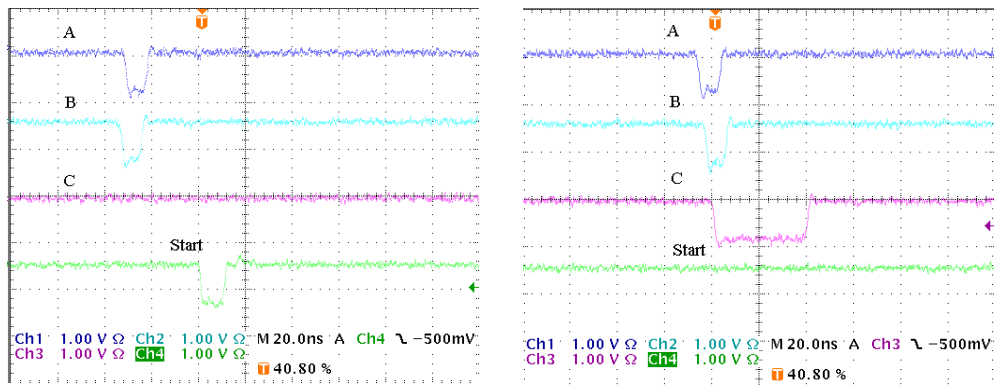 T
A
B
C
Start
Ch1 1.00 V Ω Ch2 1.00 V Ω M 20.0ns A Ch4 ↘ −500mV
Ch3 1.00 V Ω Ch4 1.00 V Ω
T 40.80 %
T
A
B
C
Start
Ch1 1.00 V Ω Ch2 1.00 V Ω M 20.0ns A Ch3 ↘ −500mV
Ch3 1.00 V Ω Ch4 1.00 V Ω
T 40.80 %